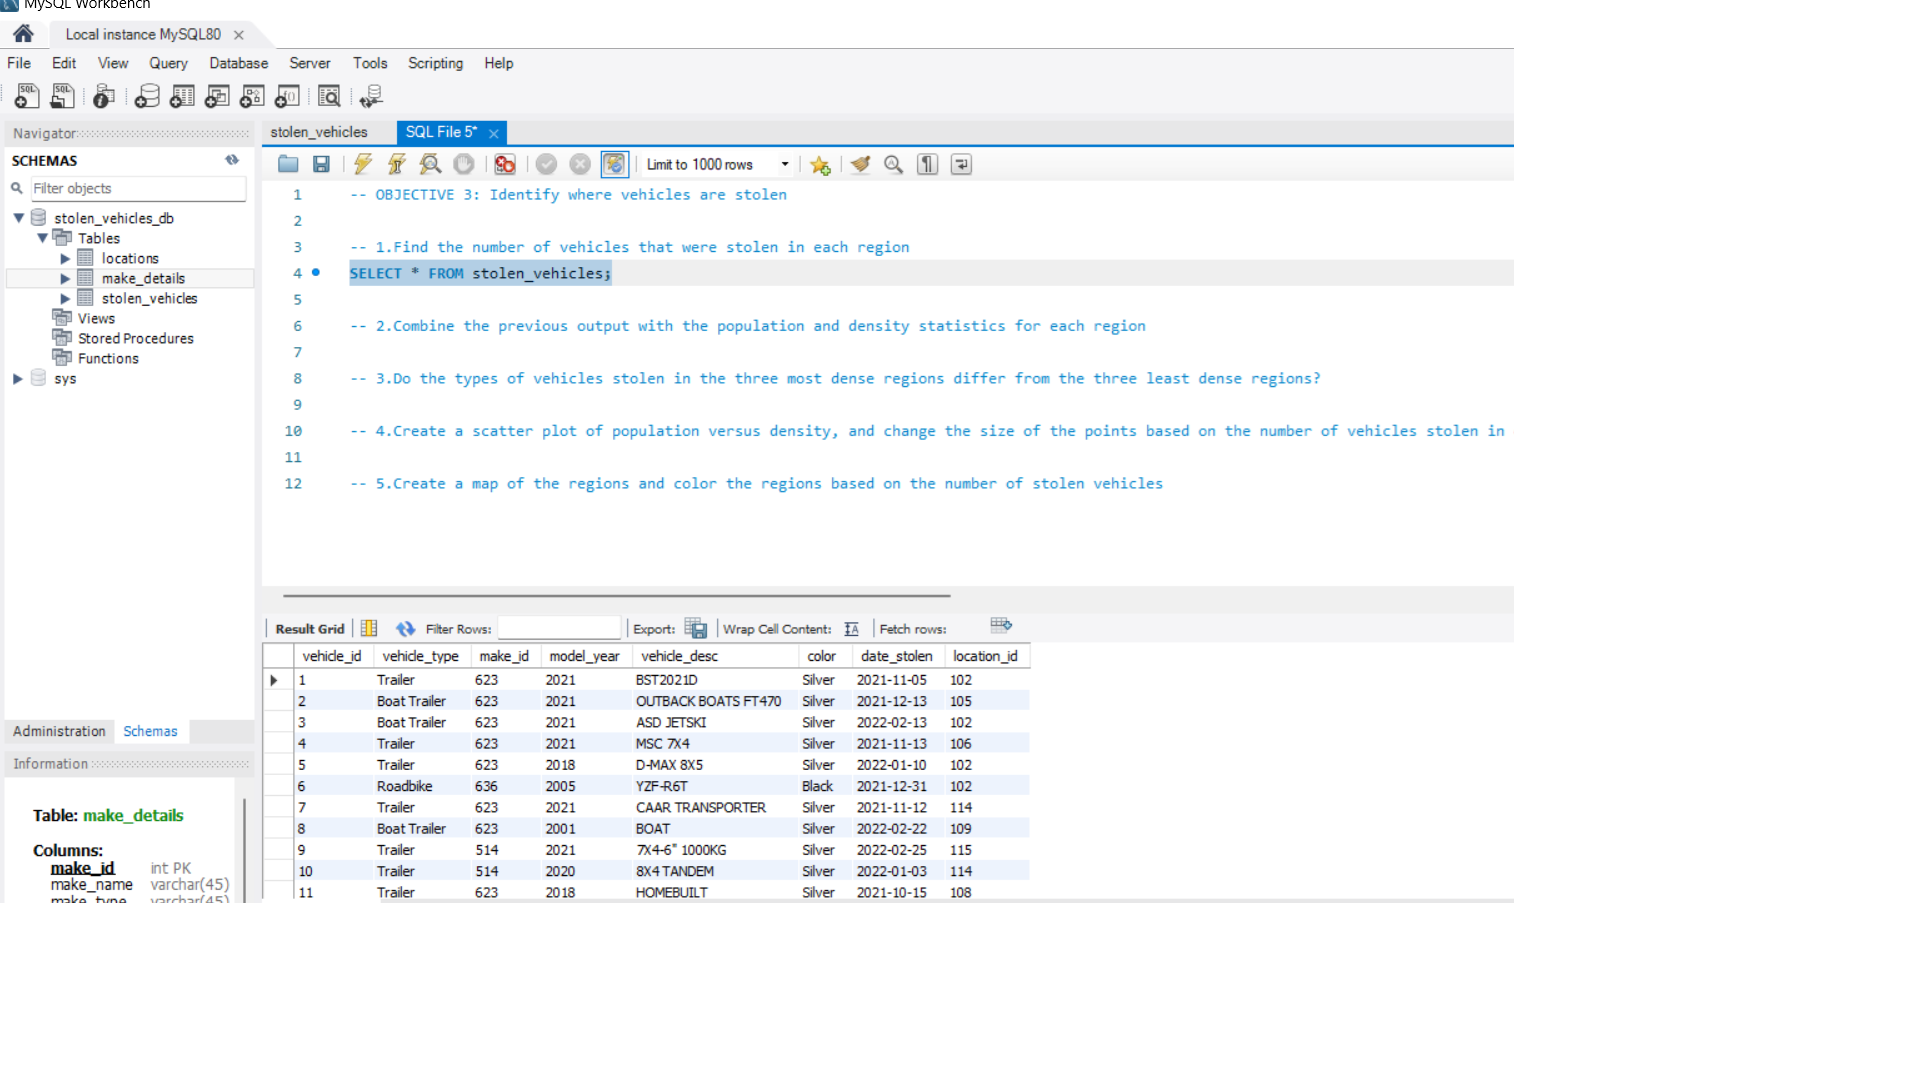 MySQL Workbench
Local instance MySQL80
File Edit View Query Database Server Tools Scripting Help
Navigator
SCHEMAS
Filter objects
stolen_vehicles_db
Tables
locations
make_details
stolen_vehicles
Views
Stored Procedures
Functions
sys
Administration Schemas
Information
Table: make_details
Columns:
make_id int PK
make_name varchar(45)
make_type varchar(45)
stolen_vehicles SQL File 5*
Limit to 1000 rows
1 -- OBJECTIVE 3: Identify where vehicles are stolen
2
3 -- 1.Find the number of vehicles that were stolen in each region
4 SELECT * FROM stolen_vehicles;
5
6 -- 2.Combine the previous output with the population and density statistics for each region
7
8 -- 3.Do the types of vehicles stolen in the three most dense regions differ from the three least dense regions?
9
10 -- 4.Create a scatter plot of population versus density, and change the size of the points based on the number of vehicles stolen in
11
12 -- 5.Create a map of the regions and color the regions based on the number of stolen vehicles
Result Grid Filter Rows: Export: Wrap Cell Content: Fetch rows:
vehicle_id vehicle_type make_id model_year vehicle_desc color date_stolen location_id
1 Trailer 623 2021 BST2021D Silver 2021-11-05 102
2 Boat Trailer 623 2021 OUTBACK BOATS FT470 Silver 2021-12-13 105
3 Boat Trailer 623 2021 ASD JETSKI Silver 2022-02-13 102
4 Trailer 623 2021 MSC 7X4 Silver 2021-11-13 106
5 Trailer 623 2018 D-MAX 8X5 Silver 2022-01-10 102
6 Roadbike 636 2005 YZF-R6T Black 2021-12-31 102
7 Trailer 623 2021 CAAR TRANSPORTER Silver 2021-11-12 114
8 Boat Trailer 623 2001 BOAT Silver 2022-02-22 109
9 Trailer 514 2021 7X4-6" 1000KG Silver 2022-02-25 115
10 Trailer 514 2020 8X4 TANDEM Silver 2022-01-03 114
11 Trailer 623 2018 HOMEBUILT Silver 2021-10-15 108